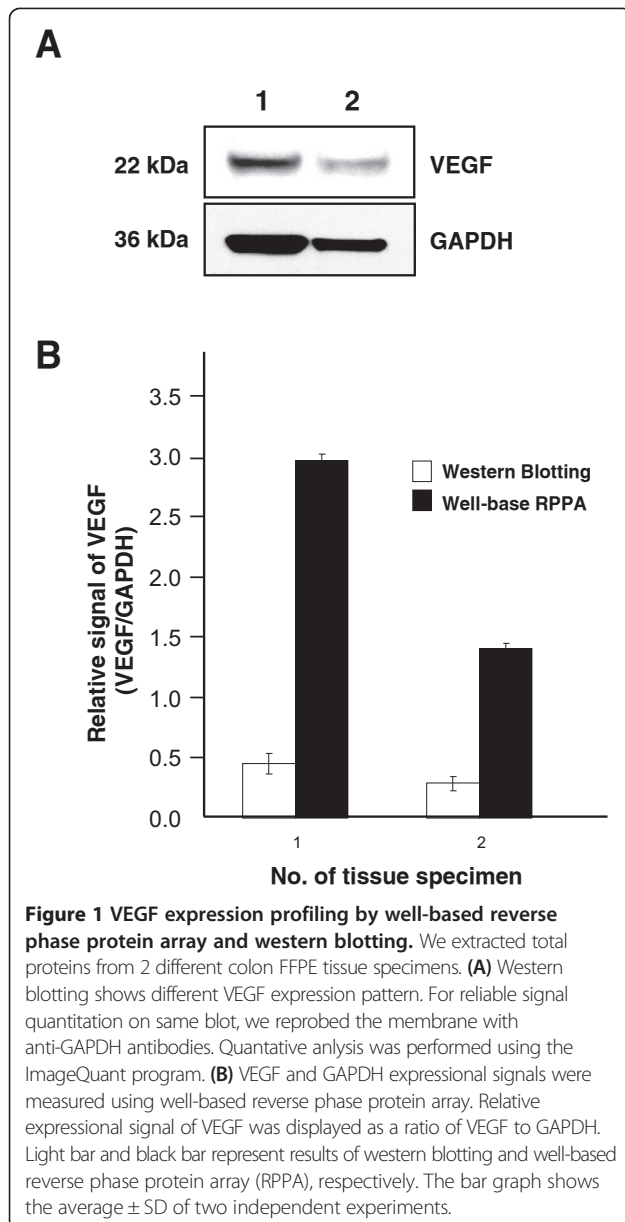 A
1 2
22 kDa VEGF
36 kDa GAPDH
B
Relative signal of VEGF
(VEGF/GAPDH)
3.5
3.0
2.5
2.0
1.5
1.0
0.5
0.0
Western Blotting
Well-base RPPA
1 2
No. of tissue specimen
Figure 1 VEGF expression profiling by well-based reverse
phase protein array and western blotting. We extracted total
proteins from 2 different colon FFPE tissue specimens. (A) Western
blotting shows different VEGF expression pattern. For reliable signal
quantitation on same blot, we reprobed the membrane with
anti-GAPDH antibodies. Quantative anlysis was performed using the
ImageQuant program. (B) VEGF and GAPDH expressional signals were
measured using well-based reverse phase protein array. Relative
expressional signal of VEGF was displayed as a ratio of VEGF to GAPDH.
Light bar and black bar represent results of western blotting and well-based
reverse phase protein array (RPPA), respectively. The bar graph shows
the average ± SD of two independent experiments.